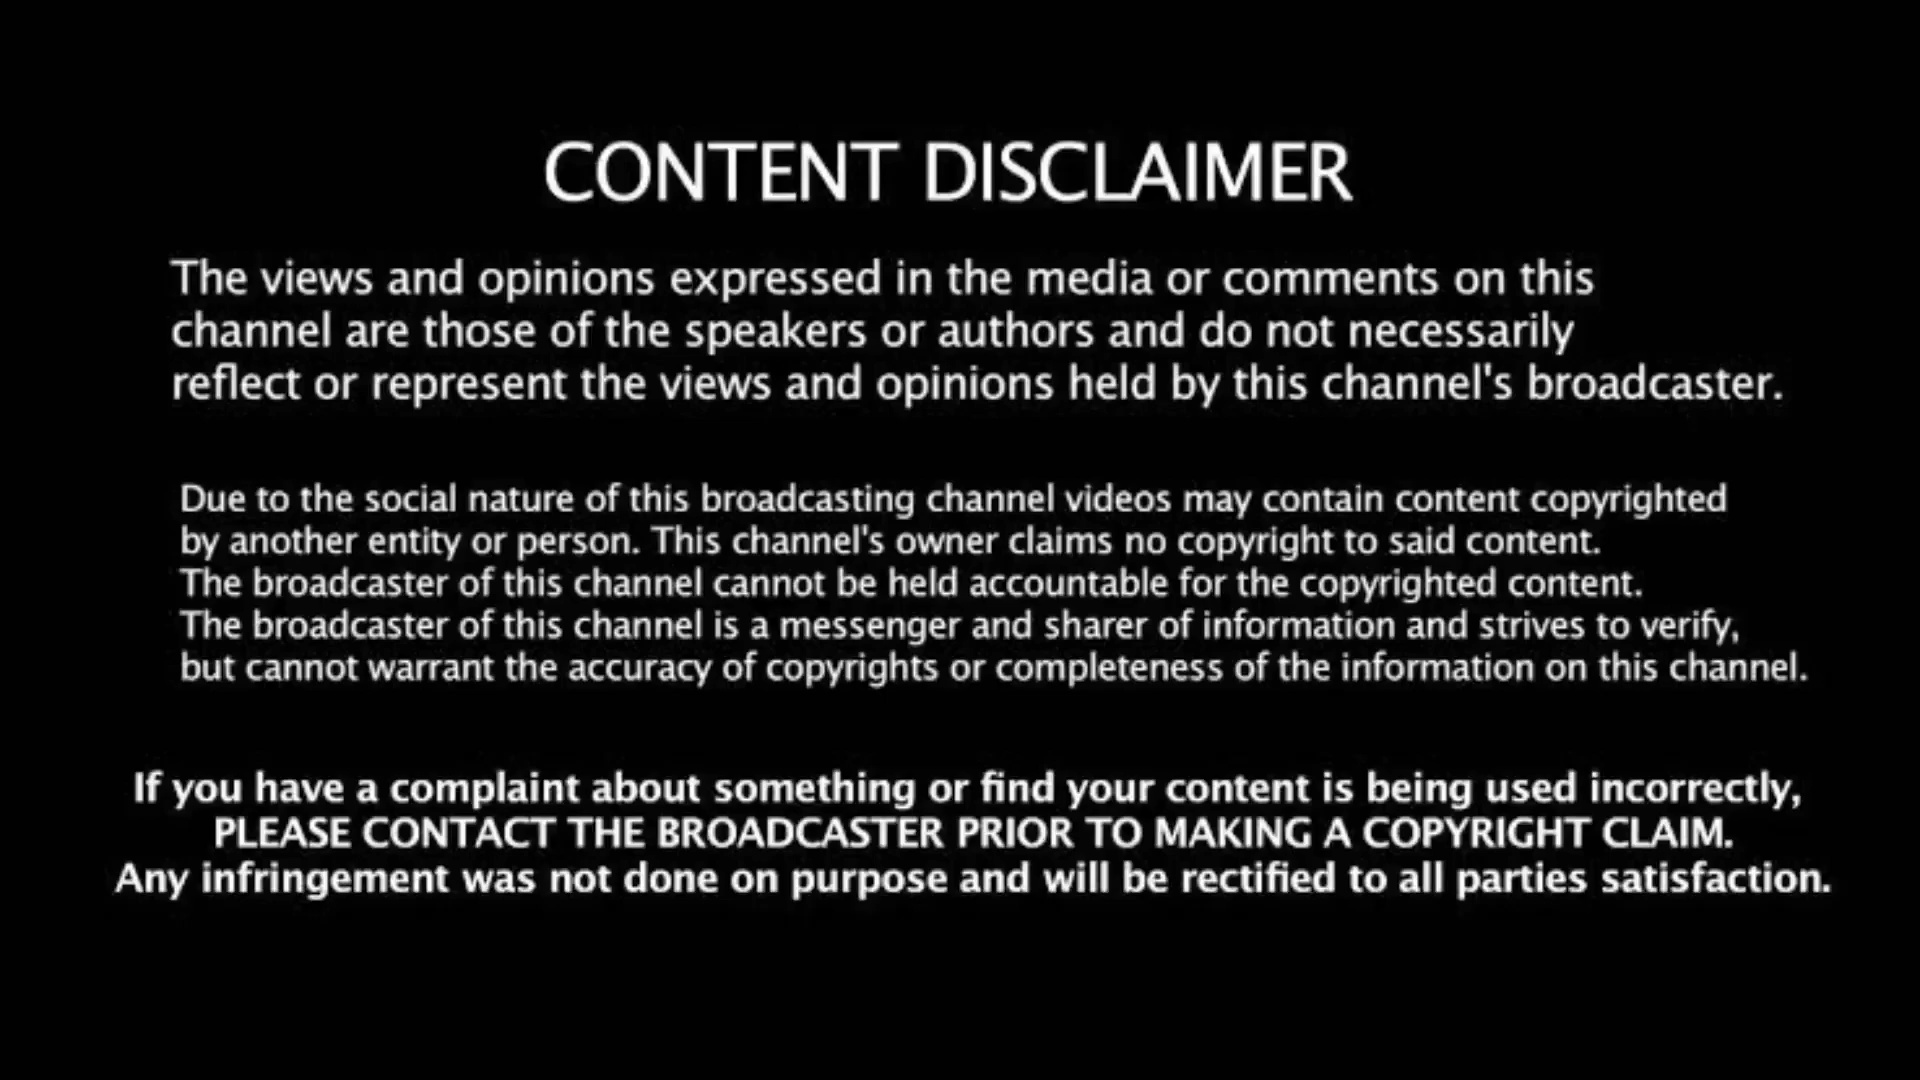 CONTENT DISCLAIMER
The views and opinions expressed in the media or comments on this
channel are those of the speakers or authors and do not necessarily
reflect or represent the views and opinions held by this channel's broadcaster.
Due to the social nature of this broadcasting channel videos may contain content copyrighted
by another entity or person. This channel's owner claims no copyright to said content.
The broadcaster of this channel cannot be held accountable for the copyrighted content.
The broadcaster of this channel is a messenger and sharer of information and strives to verify,
but cannot warrant the accuracy of copyrights or completeness of the information on this channel.
If you have a complaint about something or find your content is being used incorrectly,
PLEASE CONTACT THE BROADCASTER PRIOR TO MAKING A COPYRIGHT CLAIM.
Any infringement was not done on purpose and will be rectified to all parties satisfaction.